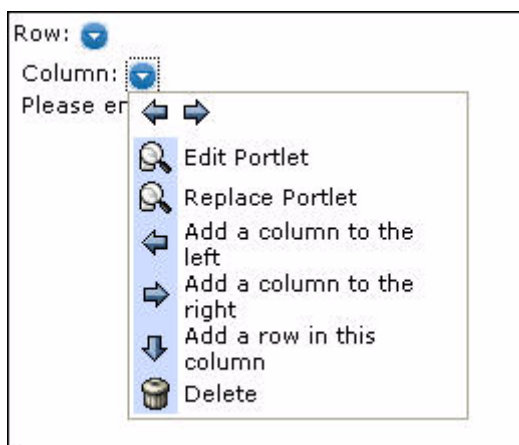 Row:
Column:
Please
Edit Portlet
Replace Portlet
Add a column to the
left
Add a column to the
right
Add a row in this
column
Delete